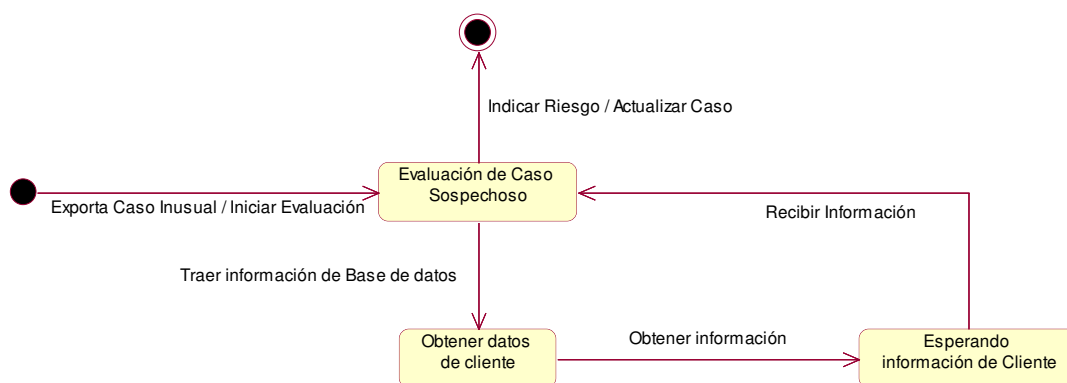 Indicar Riesgo / Actualizar Caso
Evaluación de Caso
Sospechoso
Exporta Caso Inusual / Iniciar Evaluación
Recibir Información
Traer información de Base de datos
Obtener datos
de cliente
Obtener información
Esperando
información de Cliente